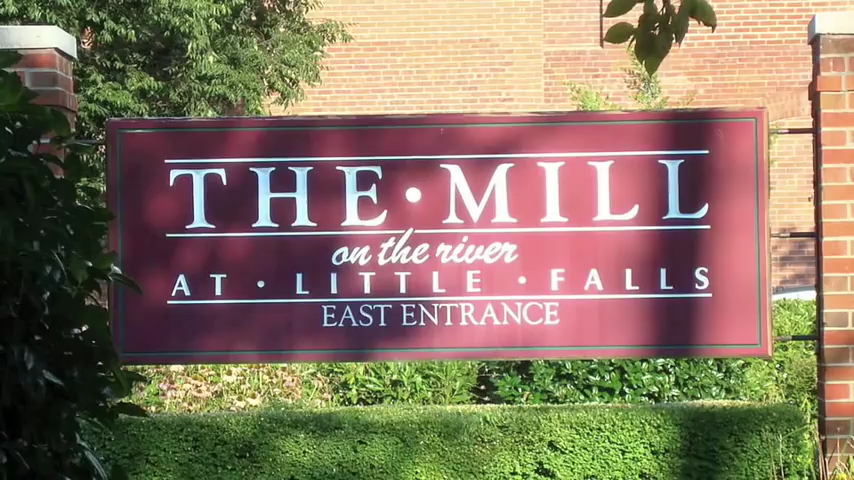 THE • MILL
on the river
AT • LITTLE • FALLS
EAST ENTRANCE